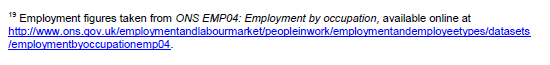 19 Employment figures taken from ONS EMP04: Employment by occupation, available online at
http://www.ons.gov.uk/employmentandlabourmarket/peopleinwork/employmentandemployeetypes/datasets
/employmentbyoccupationemp04.